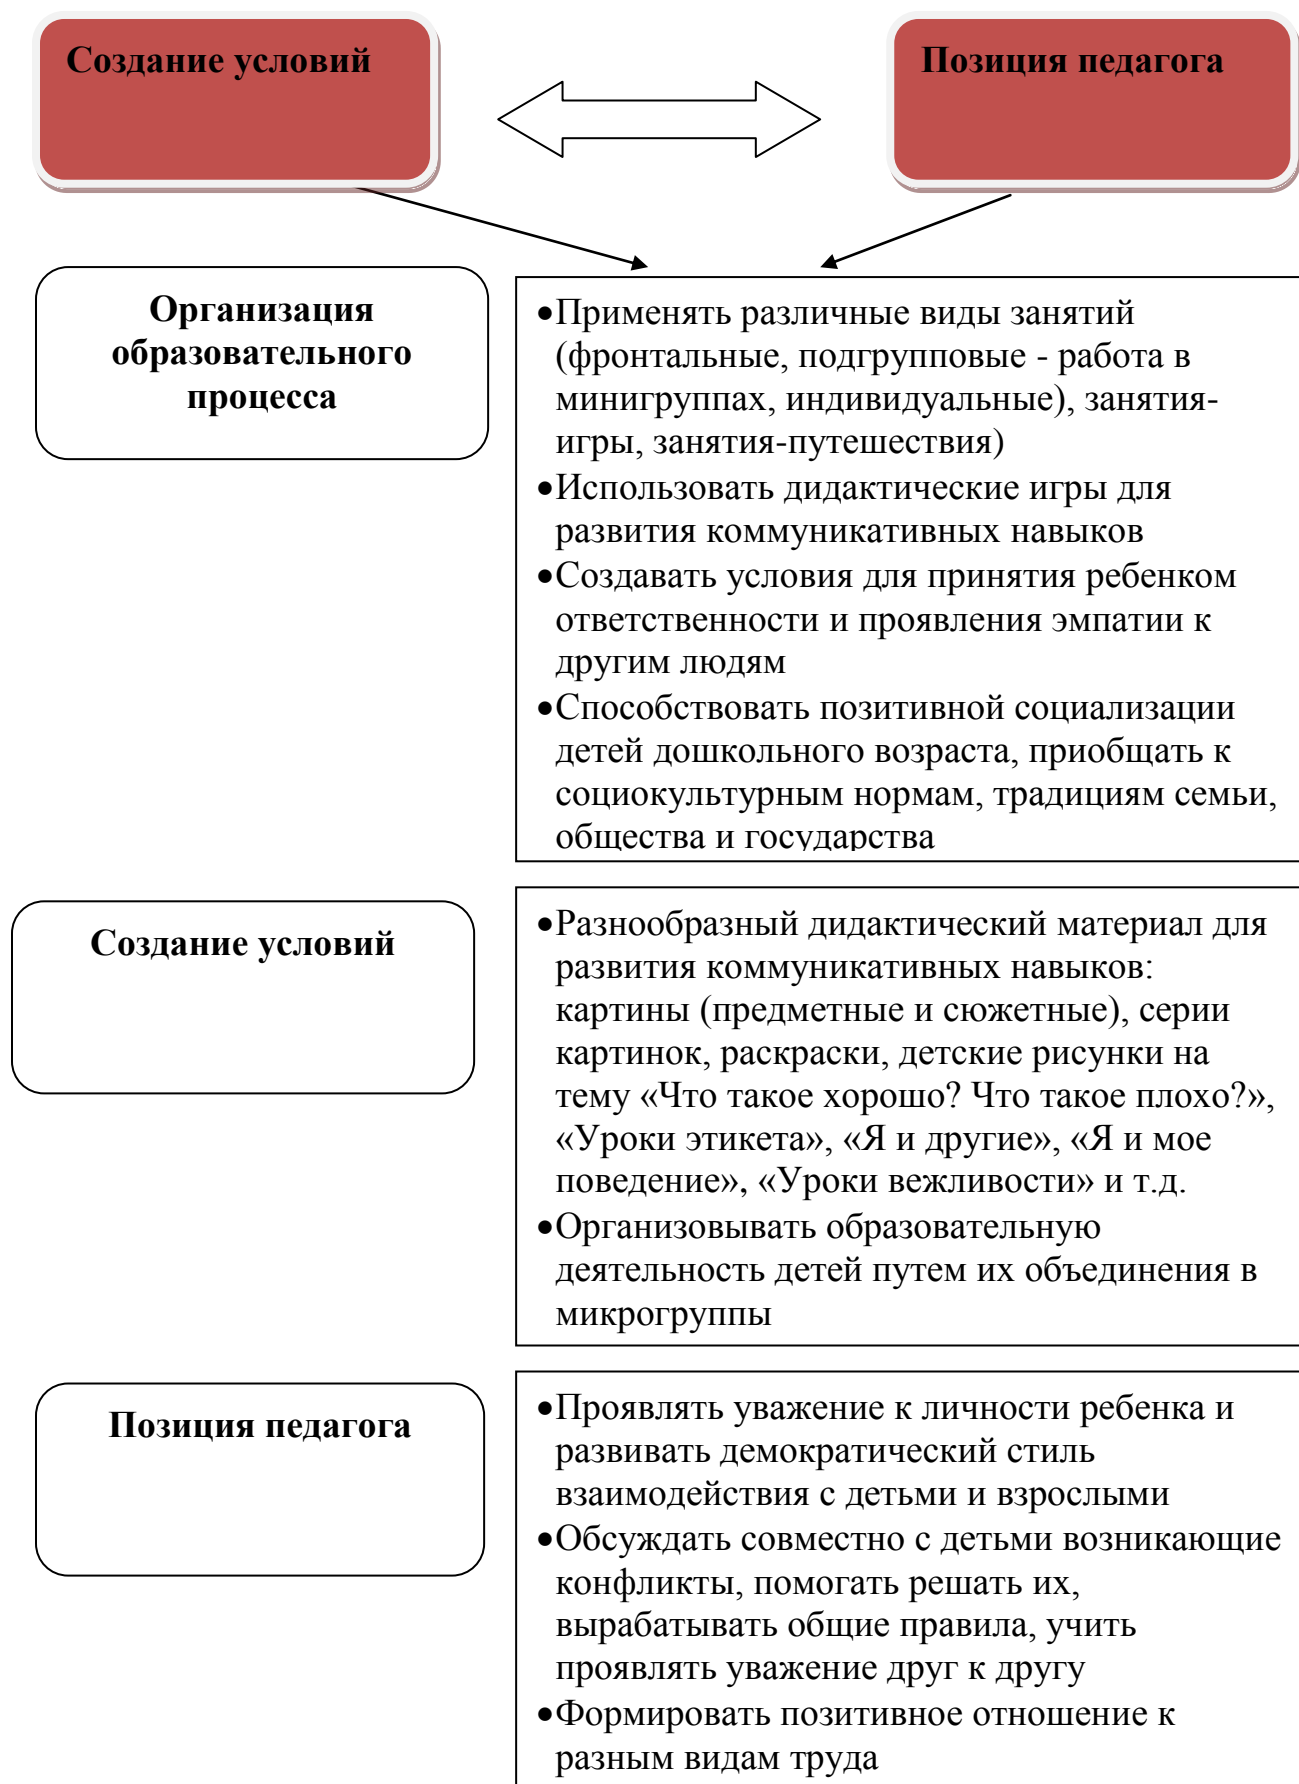 Создание условий
Позиция педагога
Организация
образовательного
процесса
•Применять различные виды занятий
(фронтальные, подгрупповые - работа в
минигруппах, индивидуальные), занятия-
игры, занятия-путешествия)
•Использовать дидактические игры для
развития коммуникативных навыков
•Создавать условия для принятия ребенком
ответственности и проявления эмпатии к
другим людям
•Способствовать позитивной социализации
детей дошкольного возраста, приобщать к
социокультурным нормам, традициям семьи,
общества и государства
Создание условий
•Разнообразный дидактический материал для
развития коммуникативных навыков:
картины (предметные и сюжетные), серии
картинок, раскраски, детские рисунки на
тему «Что такое хорошо? Что такое плохо?»,
«Уроки этикета», «Я и другие», «Я и мое
поведение», «Уроки вежливости» и т.д.
•Организовывать образовательную
деятельность детей путем их объединения в
микрогруппы
Позиция педагога
•Проявлять уважение к личности ребенка и
развивать демократический стиль
взаимодействия с детьми и взрослыми
•Обсуждать совместно с детьми возникающие
конфликты, помогать решать их,
вырабатывать общие правила, учить
проявлять уважение друг к другу
•Формировать позитивное отношение к
разным видам труда